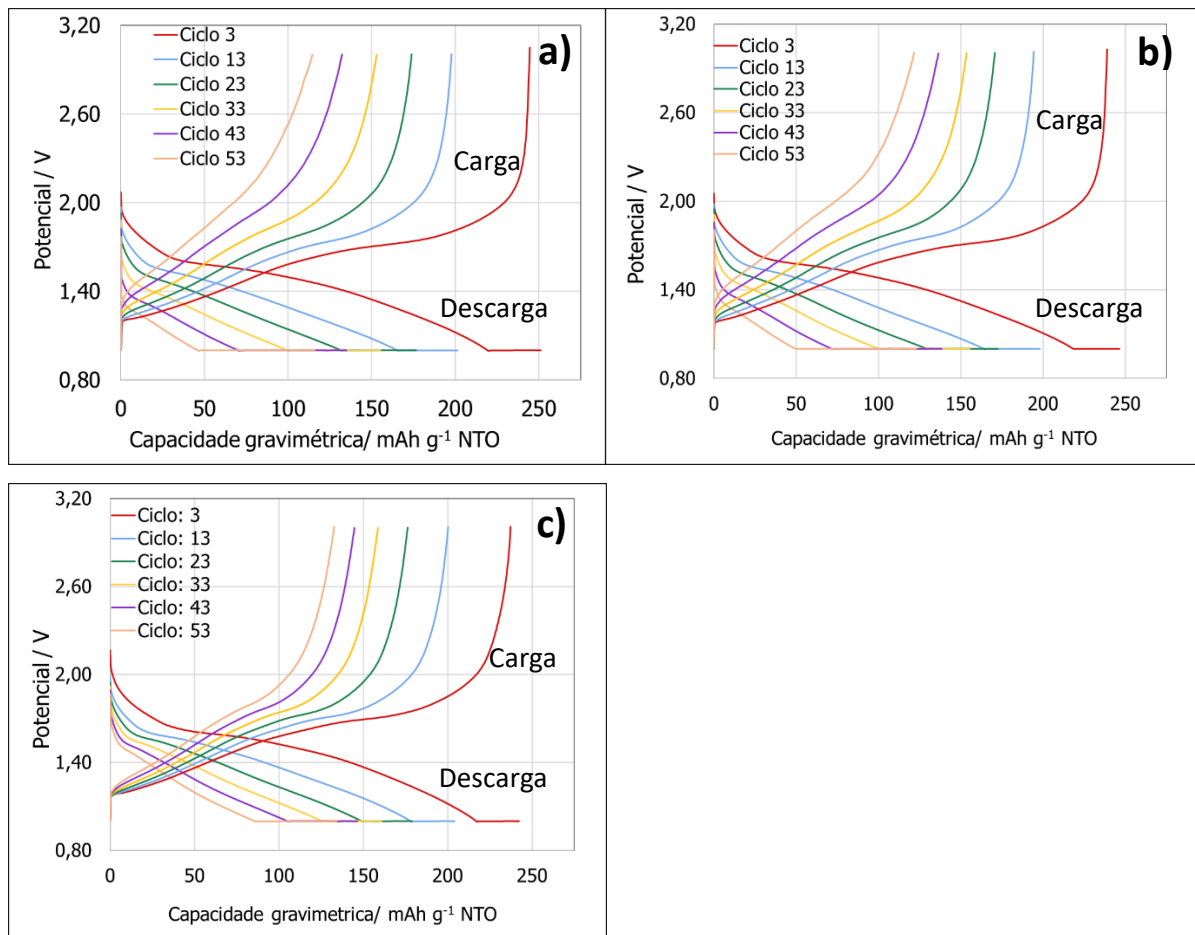 a)
3,20
2,60
2,00
1,40
0,80
Potencial / V
Ciclo 3
Ciclo 13
Ciclo 23
Ciclo 33
Ciclo 43
Ciclo 53
Carga
Descarga
0 50 100 150 200 250
Capacidade gravimétrica/ mAh g⁻¹ NTO
b)
3,20
2,60
2,00
1,40
0,80
Potencial / V
Ciclo 3
Ciclo 13
Ciclo 23
Ciclo 33
Ciclo 43
Ciclo 53
Carga
Descarga
0 50 100 150 200 250
Capacidade gravimétrica/ mAh g⁻¹ NTO
c)
3,20
2,60
2,00
1,40
0,80
Potencial / V
Ciclo: 3
Ciclo: 13
Ciclo: 23
Ciclo: 33
Ciclo: 43
Ciclo: 53
Carga
Descarga
0 50 100 150 200 250
Capacidade gravimetrica/ mAh g⁻¹ NTO